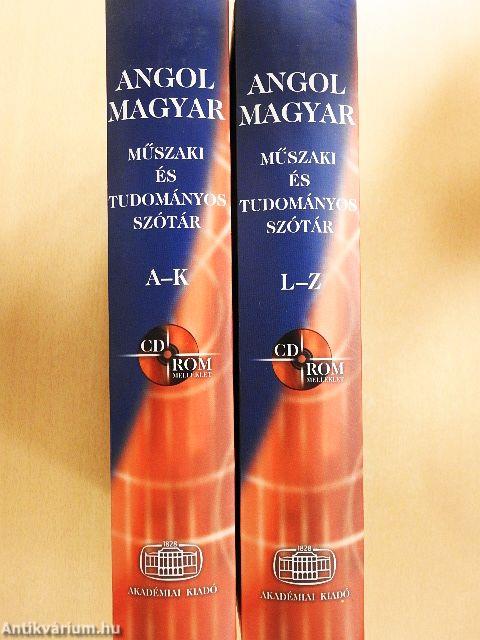 ANGOL
MAGYAR
MŰSZAKI
ÉS
TUDOMÁNYOS
SZÓTÁR
A–K
CD
ROM
MELLÉKLET
1828
AKADÉMIAI KIADÓ
ANGOL
MAGYAR
MŰSZAKI
ÉS
TUDOMÁNYOS
SZÓTÁR
L–Z
CD
ROM
MELLÉKLET
1828
AKADÉMIAI KIADÓ
Antikvárium.hu